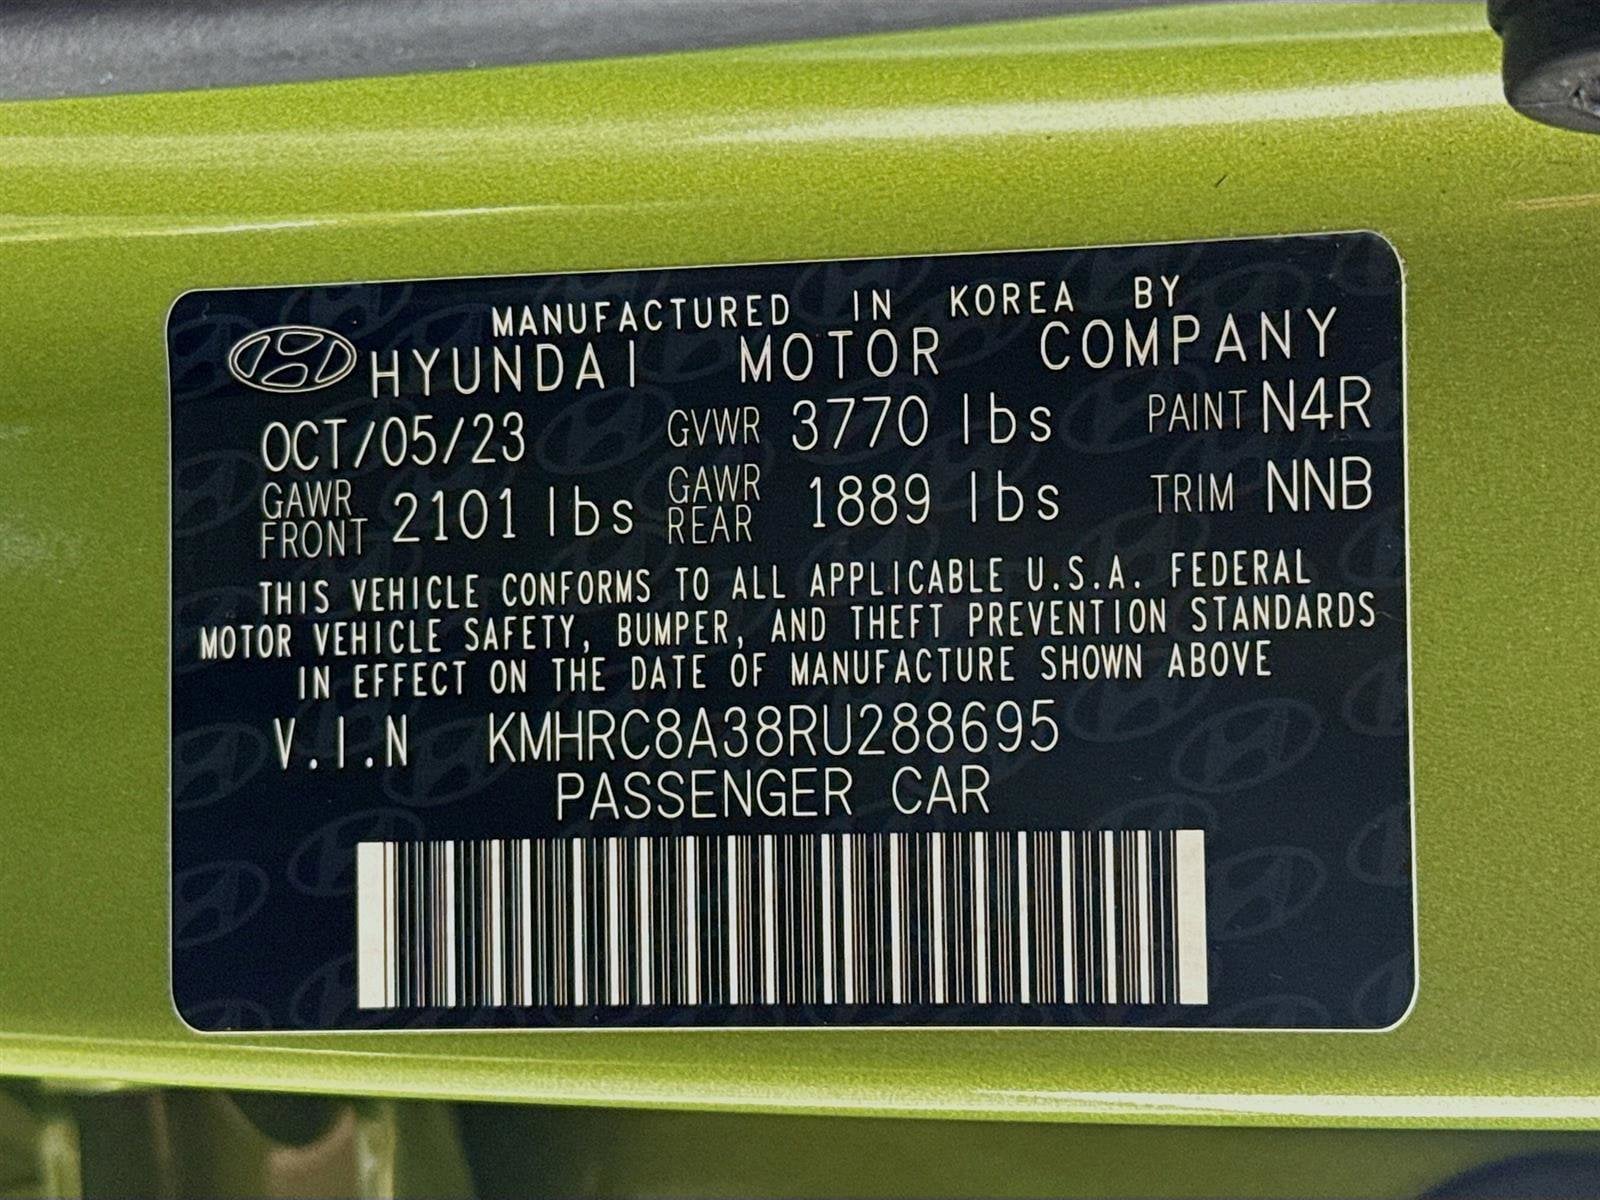 MANUFACTURED IN KOREA BY
HYUNDAI MOTOR COMPANY
OCT/05/23 GVWR 3770 lbs PAINT N4R
GAWR FRONT 2101 lbs GAWR REAR 1889 lbs TRIM NNB
THIS VEHICLE CONFORMS TO ALL APPLICABLE U.S.A. FEDERAL
MOTOR VEHICLE SAFETY, BUMPER, AND THEFT PREVENTION STANDARDS
IN EFFECT ON THE DATE OF MANUFACTURE SHOWN ABOVE
V.I.N KMHRC8A38RU288695
PASSENGER CAR